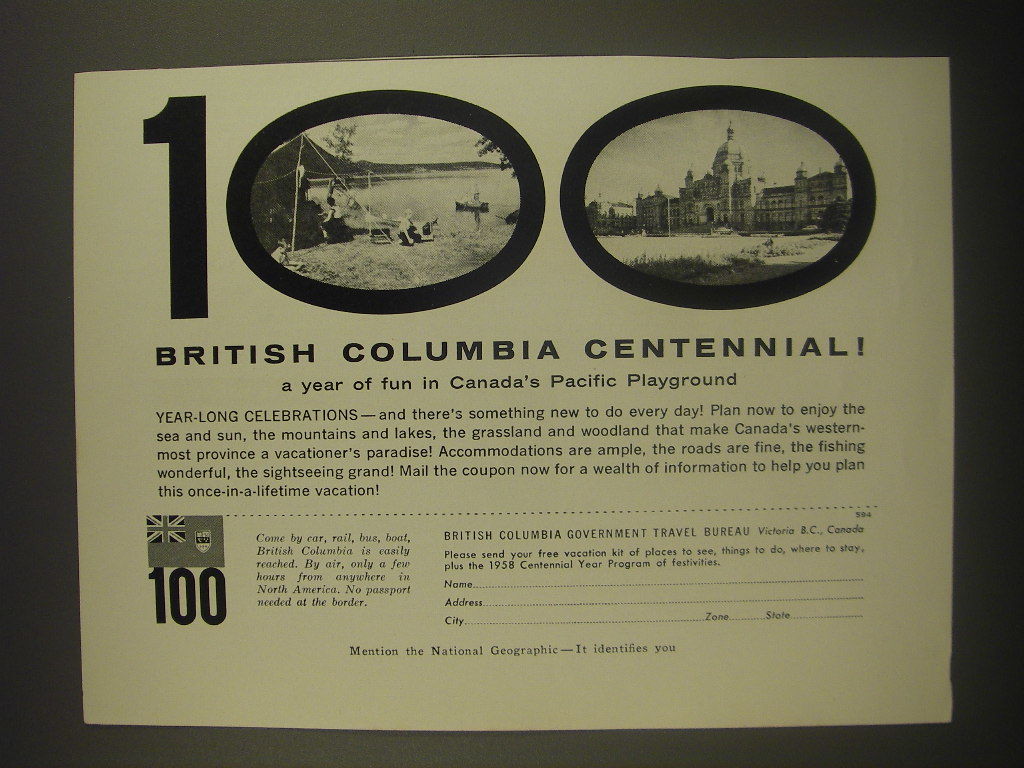 100
BRITISH COLUMBIA CENTENNIAL!
a year of fun in Canada's Pacific Playground
YEAR-LONG CELEBRATIONS — and there's something new to do every day! Plan now to enjoy the
sea and sun, the mountains and lakes, the grassland and woodland that make Canada's western-
most province a vacationer's paradise! Accommodations are ample, the roads are fine, the fishing
wonderful, the sightseeing grand! Mail the coupon now for a wealth of information to help you plan
this once-in-a-lifetime vacation!
594
100
Come by car, rail, bus, boat,
British Columbia is easily
reached. By air, only a few
hours from anywhere in
North America. No passport
needed at the border.
BRITISH COLUMBIA GOVERNMENT TRAVEL BUREAU Victoria B.C., Canada
Please send your free vacation kit of places to see, things to do, where to stay,
plus the 1958 Centennial Year Program of festivities.
Name
Address
City Zone State
Mention the National Geographic — It identifies you